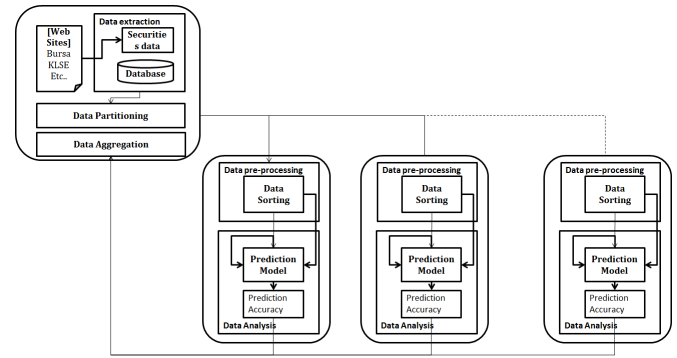 [Web
Sites]
Bursa
KLSE
Etc..
Data extraction
Securitie
s data
Database
Data Partitioning
Data Aggregation
Data pre-processing
Data
Sorting
Prediction
Model
Prediction
Accuracy
Data Analysis
Data pre-processing
Data
Sorting
Prediction
Model
Prediction
Accuracy
Data Analysis
Data pre-processing
Data
Sorting
Prediction
Model
Prediction
Accuracy
Data Analysis